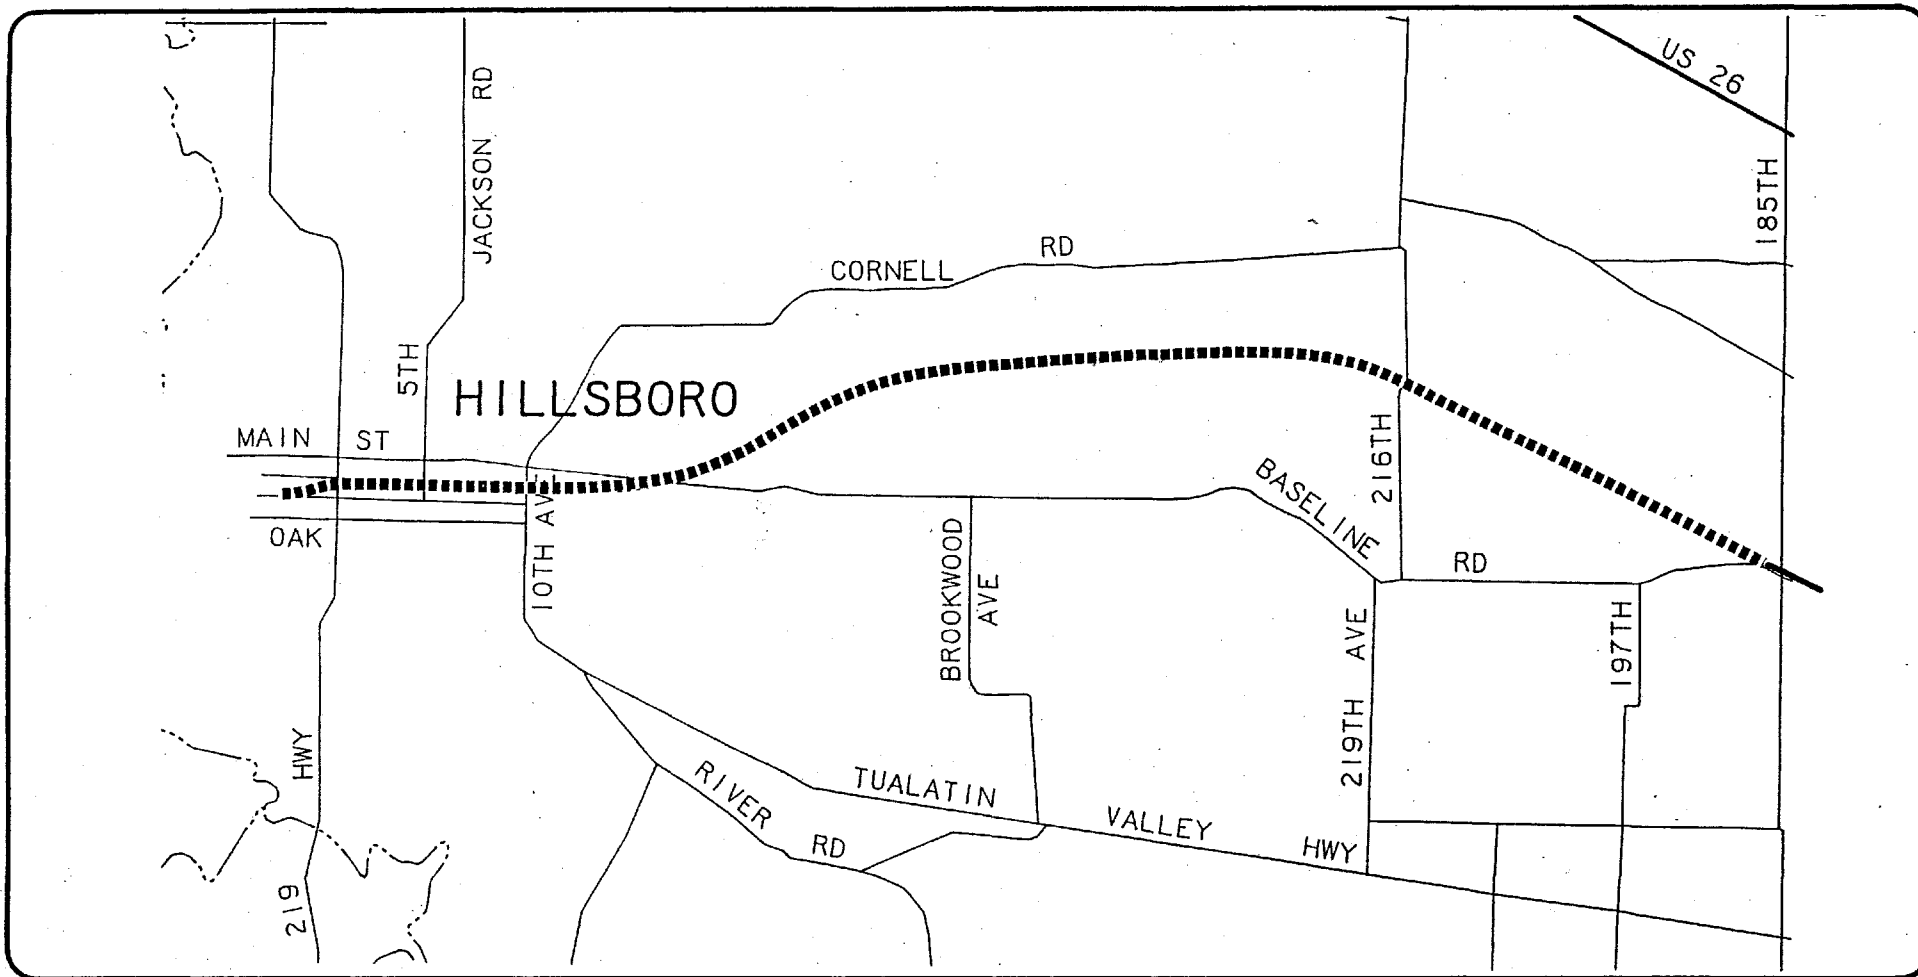 US 26
JACKSON RD
185TH
CORNELL RD
5TH
HILLSBORO
MAIN ST
216TH
BASELINE RD
OAK
10TH AVE
BROOKWOOD AVE
219TH AVE
197TH
HWY 219
RIVER RD
TUALATIN VALLEY HWY